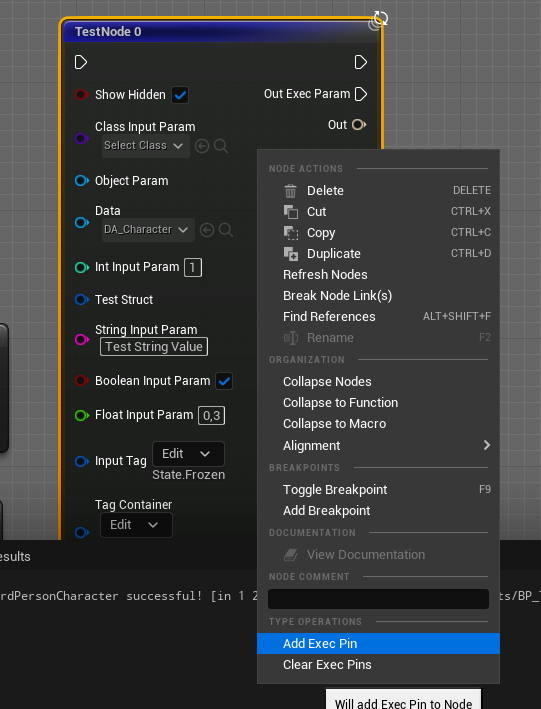 TestNode 0
Show Hidden
Out Exec Param
Class Input Param
Out
Select Class
Object Param
Data
DA_Character
Int Input Param 1
Test Struct
String Input Param
Test String Value
Boolean Input Param
Float Input Param 0,3
Input Tag Edit
State.Frozen
Tag Container
Edit
NODE ACTIONS
Delete DELETE
Cut CTRL+X
Copy CTRL+C
Duplicate CTRL+D
Refresh Nodes
Break Node Link(s)
Find References ALT+SHIFT+F
Rename F2
ORGANIZATION
Collapse Nodes
Collapse to Function
Collapse to Macro
Alignment
BREAKPOINTS
Toggle Breakpoint F9
Add Breakpoint
DOCUMENTATION
View Documentation
NODE COMMENT
TYPE OPERATIONS
Add Exec Pin
Clear Exec Pins
Will add Exec Pin to Node
esults
rdPersonCharacter successful! [in 1 2 ts/BP_